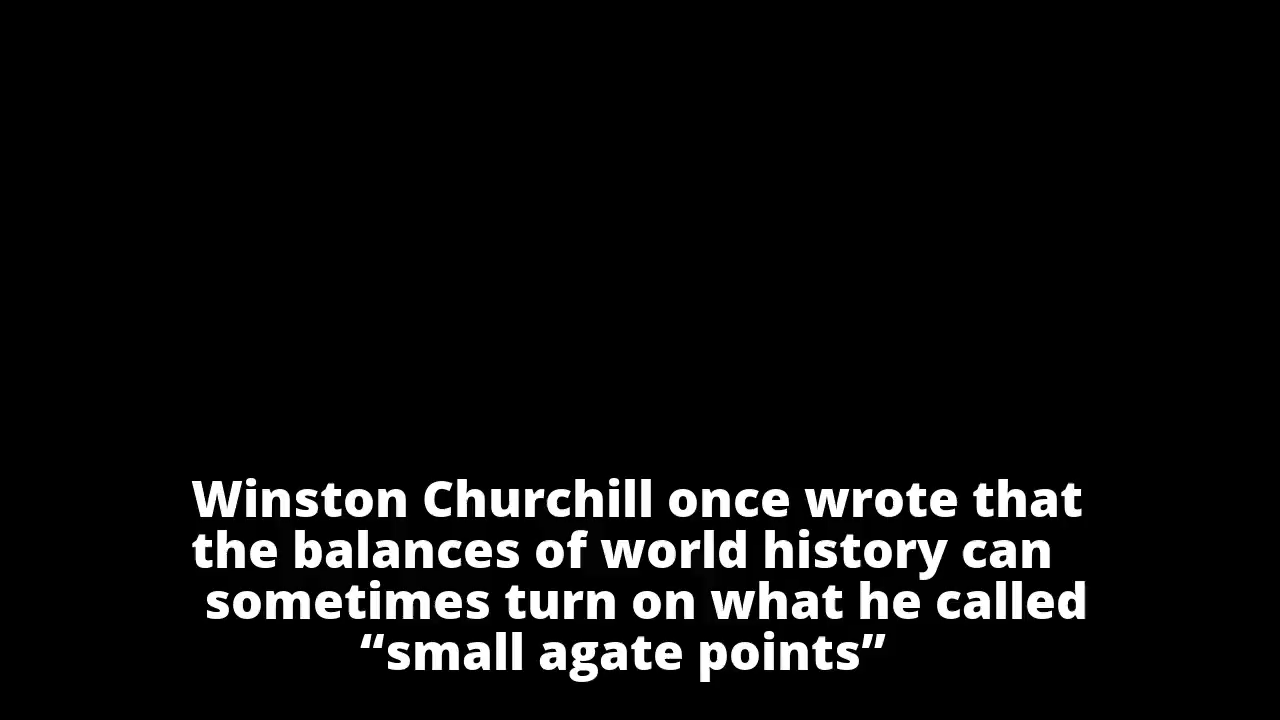 Winston Churchill once wrote that
the balances of world history can
sometimes turn on what he called
“small agate points”